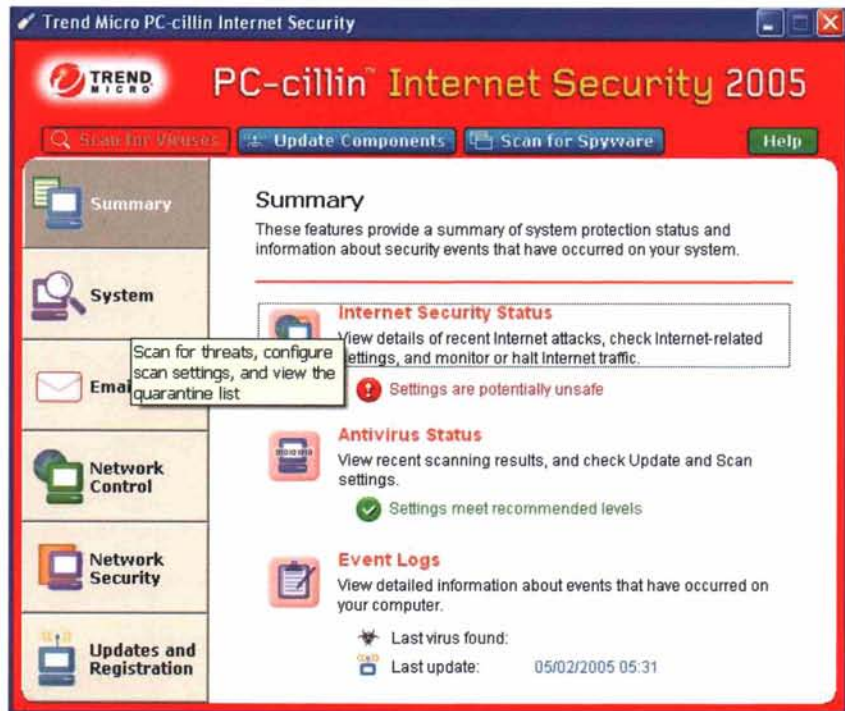 Trend Micro PC-cillin Internet Security
TREND
MICRO
PC-cillin™ Internet Security 2005
Scan for Viruses
Update Components
Scan for Spyware
Help
Summary
System
Email
Network
Control
Network
Security
Updates and
Registration
Summary
These features provide a summary of system protection status and
information about security events that have occurred on your system.
Internet Security Status
View details of recent Internet attacks, check Internet-related
settings, and monitor or halt Internet traffic.
Settings are potentially unsafe
Scan for threats, configure
scan settings, and view the
quarantine list
Antivirus Status
View recent scanning results, and check Update and Scan
settings.
Settings meet recommended levels
Event Logs
View detailed information about events that have occurred on
your computer.
Last virus found:
Last update: 05/02/2005 05:31